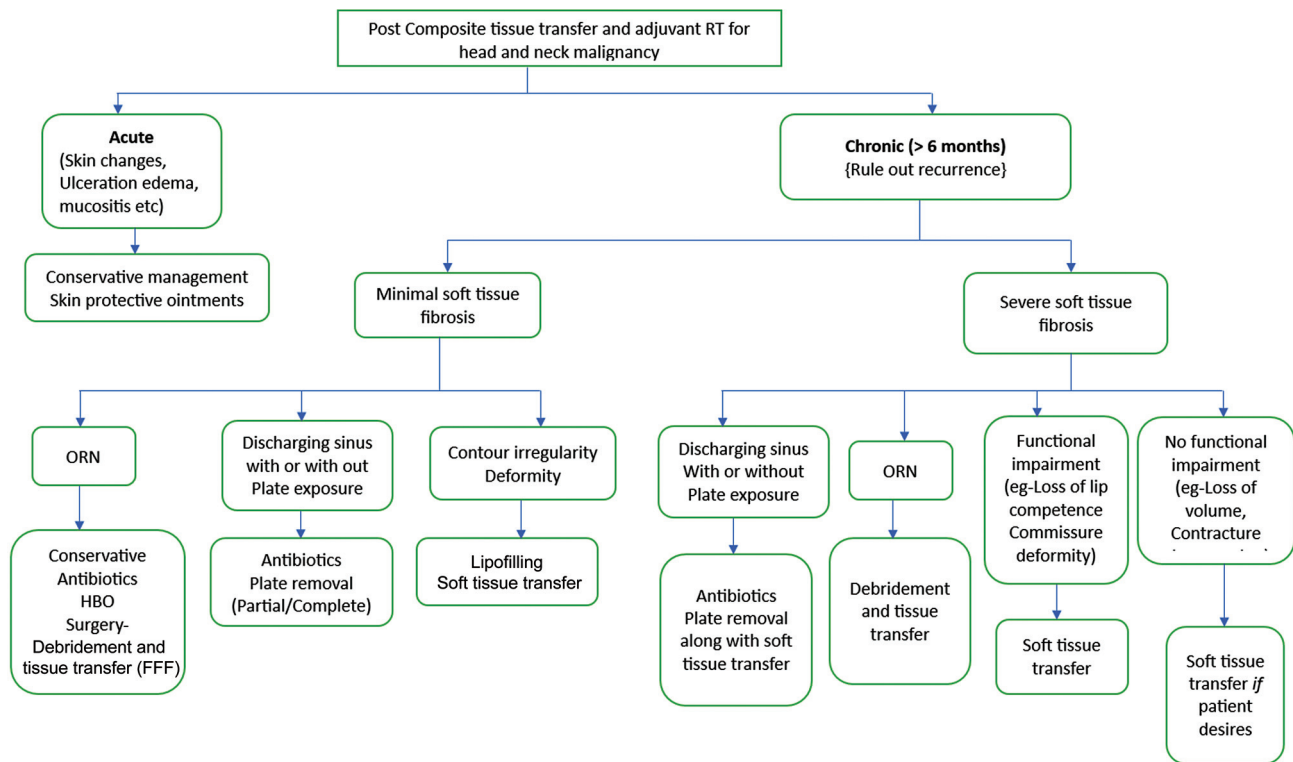 Post Composite tissue transfer and adjuvant RT for
head and neck malignancy
Acute
(Skin changes,
Ulceration edema,
mucositis etc)
Chronic (> 6 months)
{Rule out recurrence}
Conservative management
Skin protective ointments
Minimal soft tissue
fibrosis
Severe soft tissue
fibrosis
ORN
Discharging sinus
with or with out
Plate exposure
Contour irregularity
Deformity
Discharging sinus
With or without
Plate exposure
ORN
Functional
impairment
(eg-Loss of lip
competence
Commissure
deformity)
No functional
impairment
(eg-Loss of
volume,
Contracture
Conservative
Antibiotics
HBO
Surgery-
Debridement and
tissue transfer (FFF)
Antibiotics
Plate removal
(Partial/Complete)
Lipofilling
Soft tissue transfer
Antibiotics
Plate removal
along with soft
tissue transfer
Debridement
and tissue
transfer
Soft tissue
transfer
Soft tissue
transfer if
patient
desires